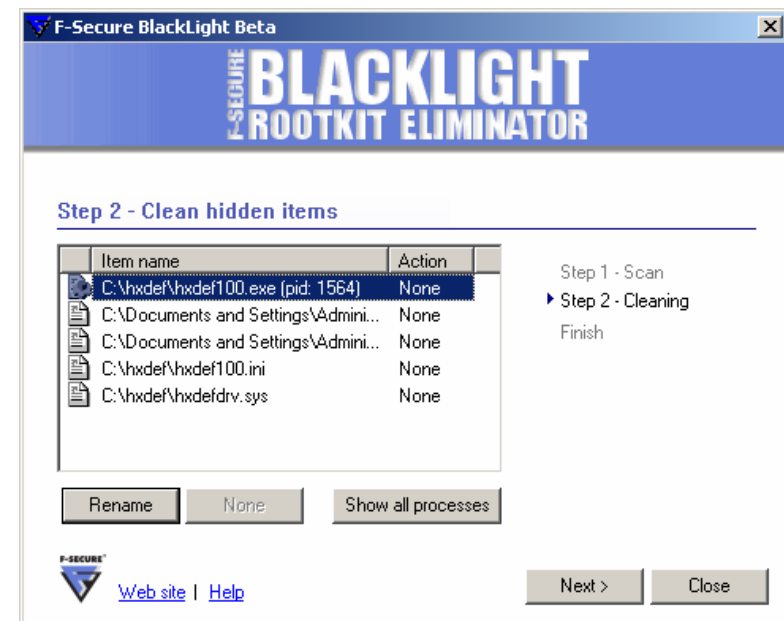 F-Secure BlackLight Beta
F-SECURE
BLACKLIGHT
ROOTKIT ELIMINATOR
Step 2 - Clean hidden items
Item name Action
C:\hxdef\hxdef100.exe (pid: 1564) None
C:\Documents and Settings\Admini... None
C:\Documents and Settings\Admini... None
C:\hxdef\hxdef100.ini None
C:\hxdef\hxdefdrv.sys None
Step 1 - Scan
Step 2 - Cleaning
Finish
Rename None Show all processes
F-SECURE
Web site | Help
Next > Close